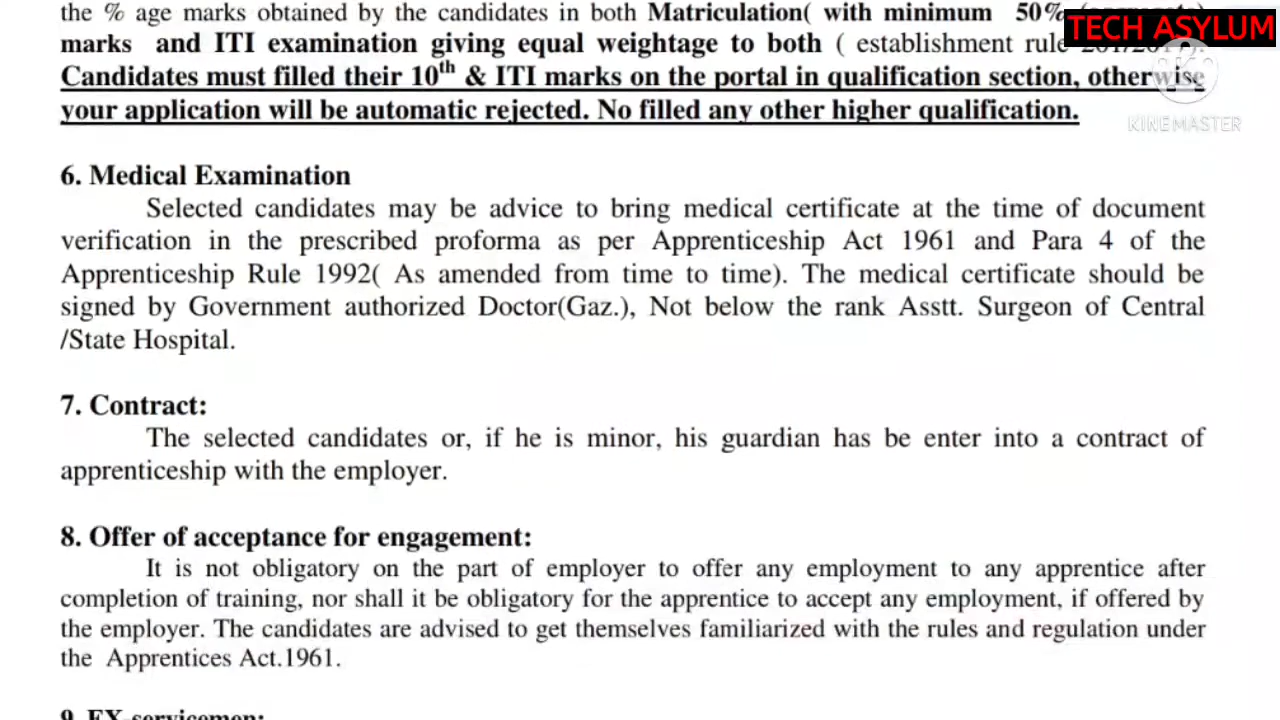 the % age marks obtained by the candidates in both Matriculation( with minimum 50%
TECH ASYLUM
marks and ITI examination giving equal weightage to both ( establishment rule
Candidates must filled their 10th & ITI marks on the portal in qualification section, otherwise
your application will be automatic rejected. No filled any other higher qualification.
KINEMASTER
6. Medical Examination
Selected candidates may be advice to bring medical certificate at the time of document
verification in the prescribed proforma as per Apprenticeship Act 1961 and Para 4 of the
Apprenticeship Rule 1992( As amended from time to time). The medical certificate should be
signed by Government authorized Doctor(Gaz.), Not below the rank Asstt. Surgeon of Central
/State Hospital.
7. Contract:
The selected candidates or, if he is minor, his guardian has be enter into a contract of
apprenticeship with the employer.
8. Offer of acceptance for engagement:
It is not obligatory on the part of employer to offer any employment to any apprentice after
completion of training, nor shall it be obligatory for the apprentice to accept any employment, if offered by
the employer. The candidates are advised to get themselves familiarized with the rules and regulation under
the Apprentices Act.1961.
9. EX-servicemen: